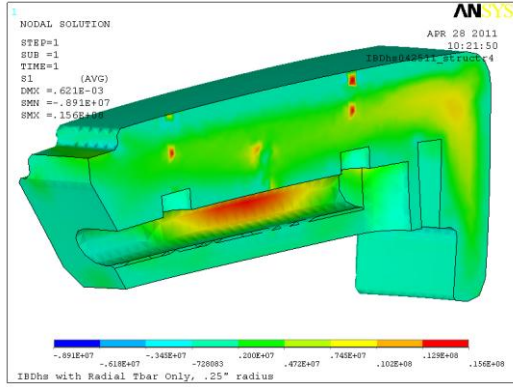 1
ANSYS
NODAL SOLUTION
APR 28 2011
10:21:50
STEP=1
IBDhs042511_structr4
SUB =1
TIME=1
S1 (AVG)
DMX =.621E-03
SMN =-.891E+07
SMX =.156E+08
-.891E+07 -.345E+07 .200E+07 .745E+07 .129E+08
-.618E+07 -728083 .472E+07 .102E+08 .156E+08
IBDhs with Radial Tbar Only, .25" radius